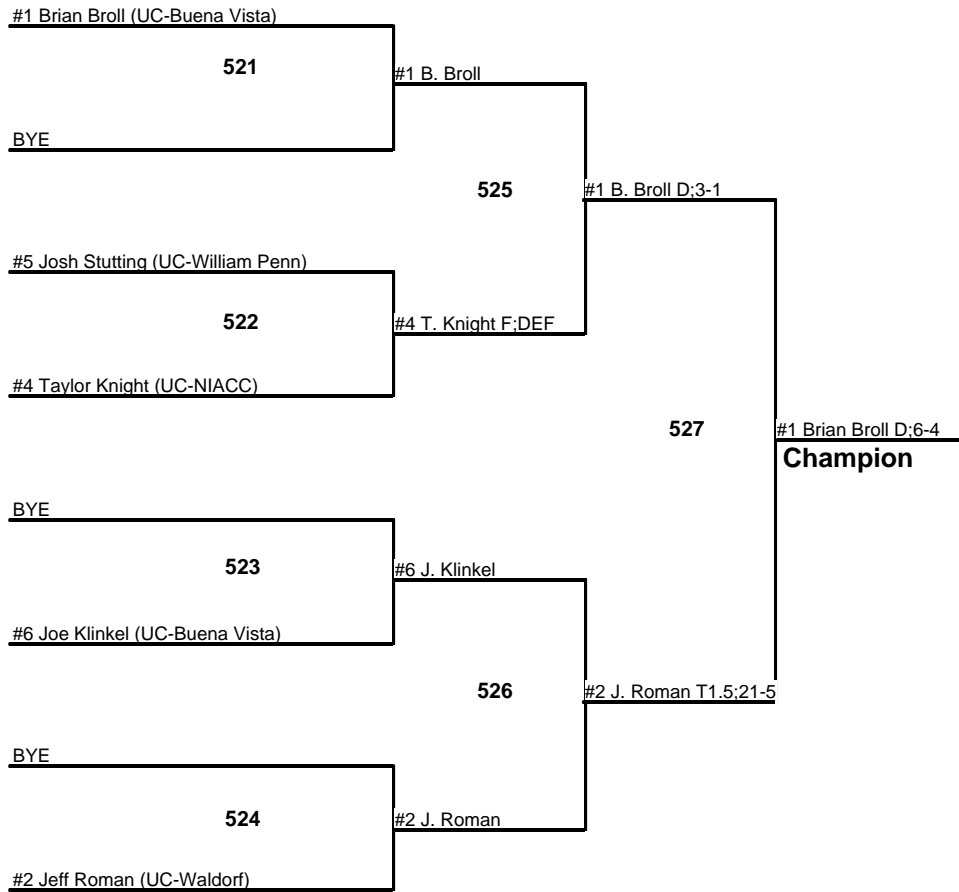 #1 Brian Broll (UC-Buena Vista)
521
#1 B. Broll
BYE
525
#1 B. Broll D;3-1
#5 Josh Stutting (UC-William Penn)
522
#4 T. Knight F;DEF
#4 Taylor Knight (UC-NIACC)
527
#1 Brian Broll D;6-4
Champion
BYE
523
#6 J. Klinkel
#6 Joe Klinkel (UC-Buena Vista)
526
#2 J. Roman T1.5;21-5
BYE
524
#2 J. Roman
#2 Jeff Roman (UC-Waldorf)